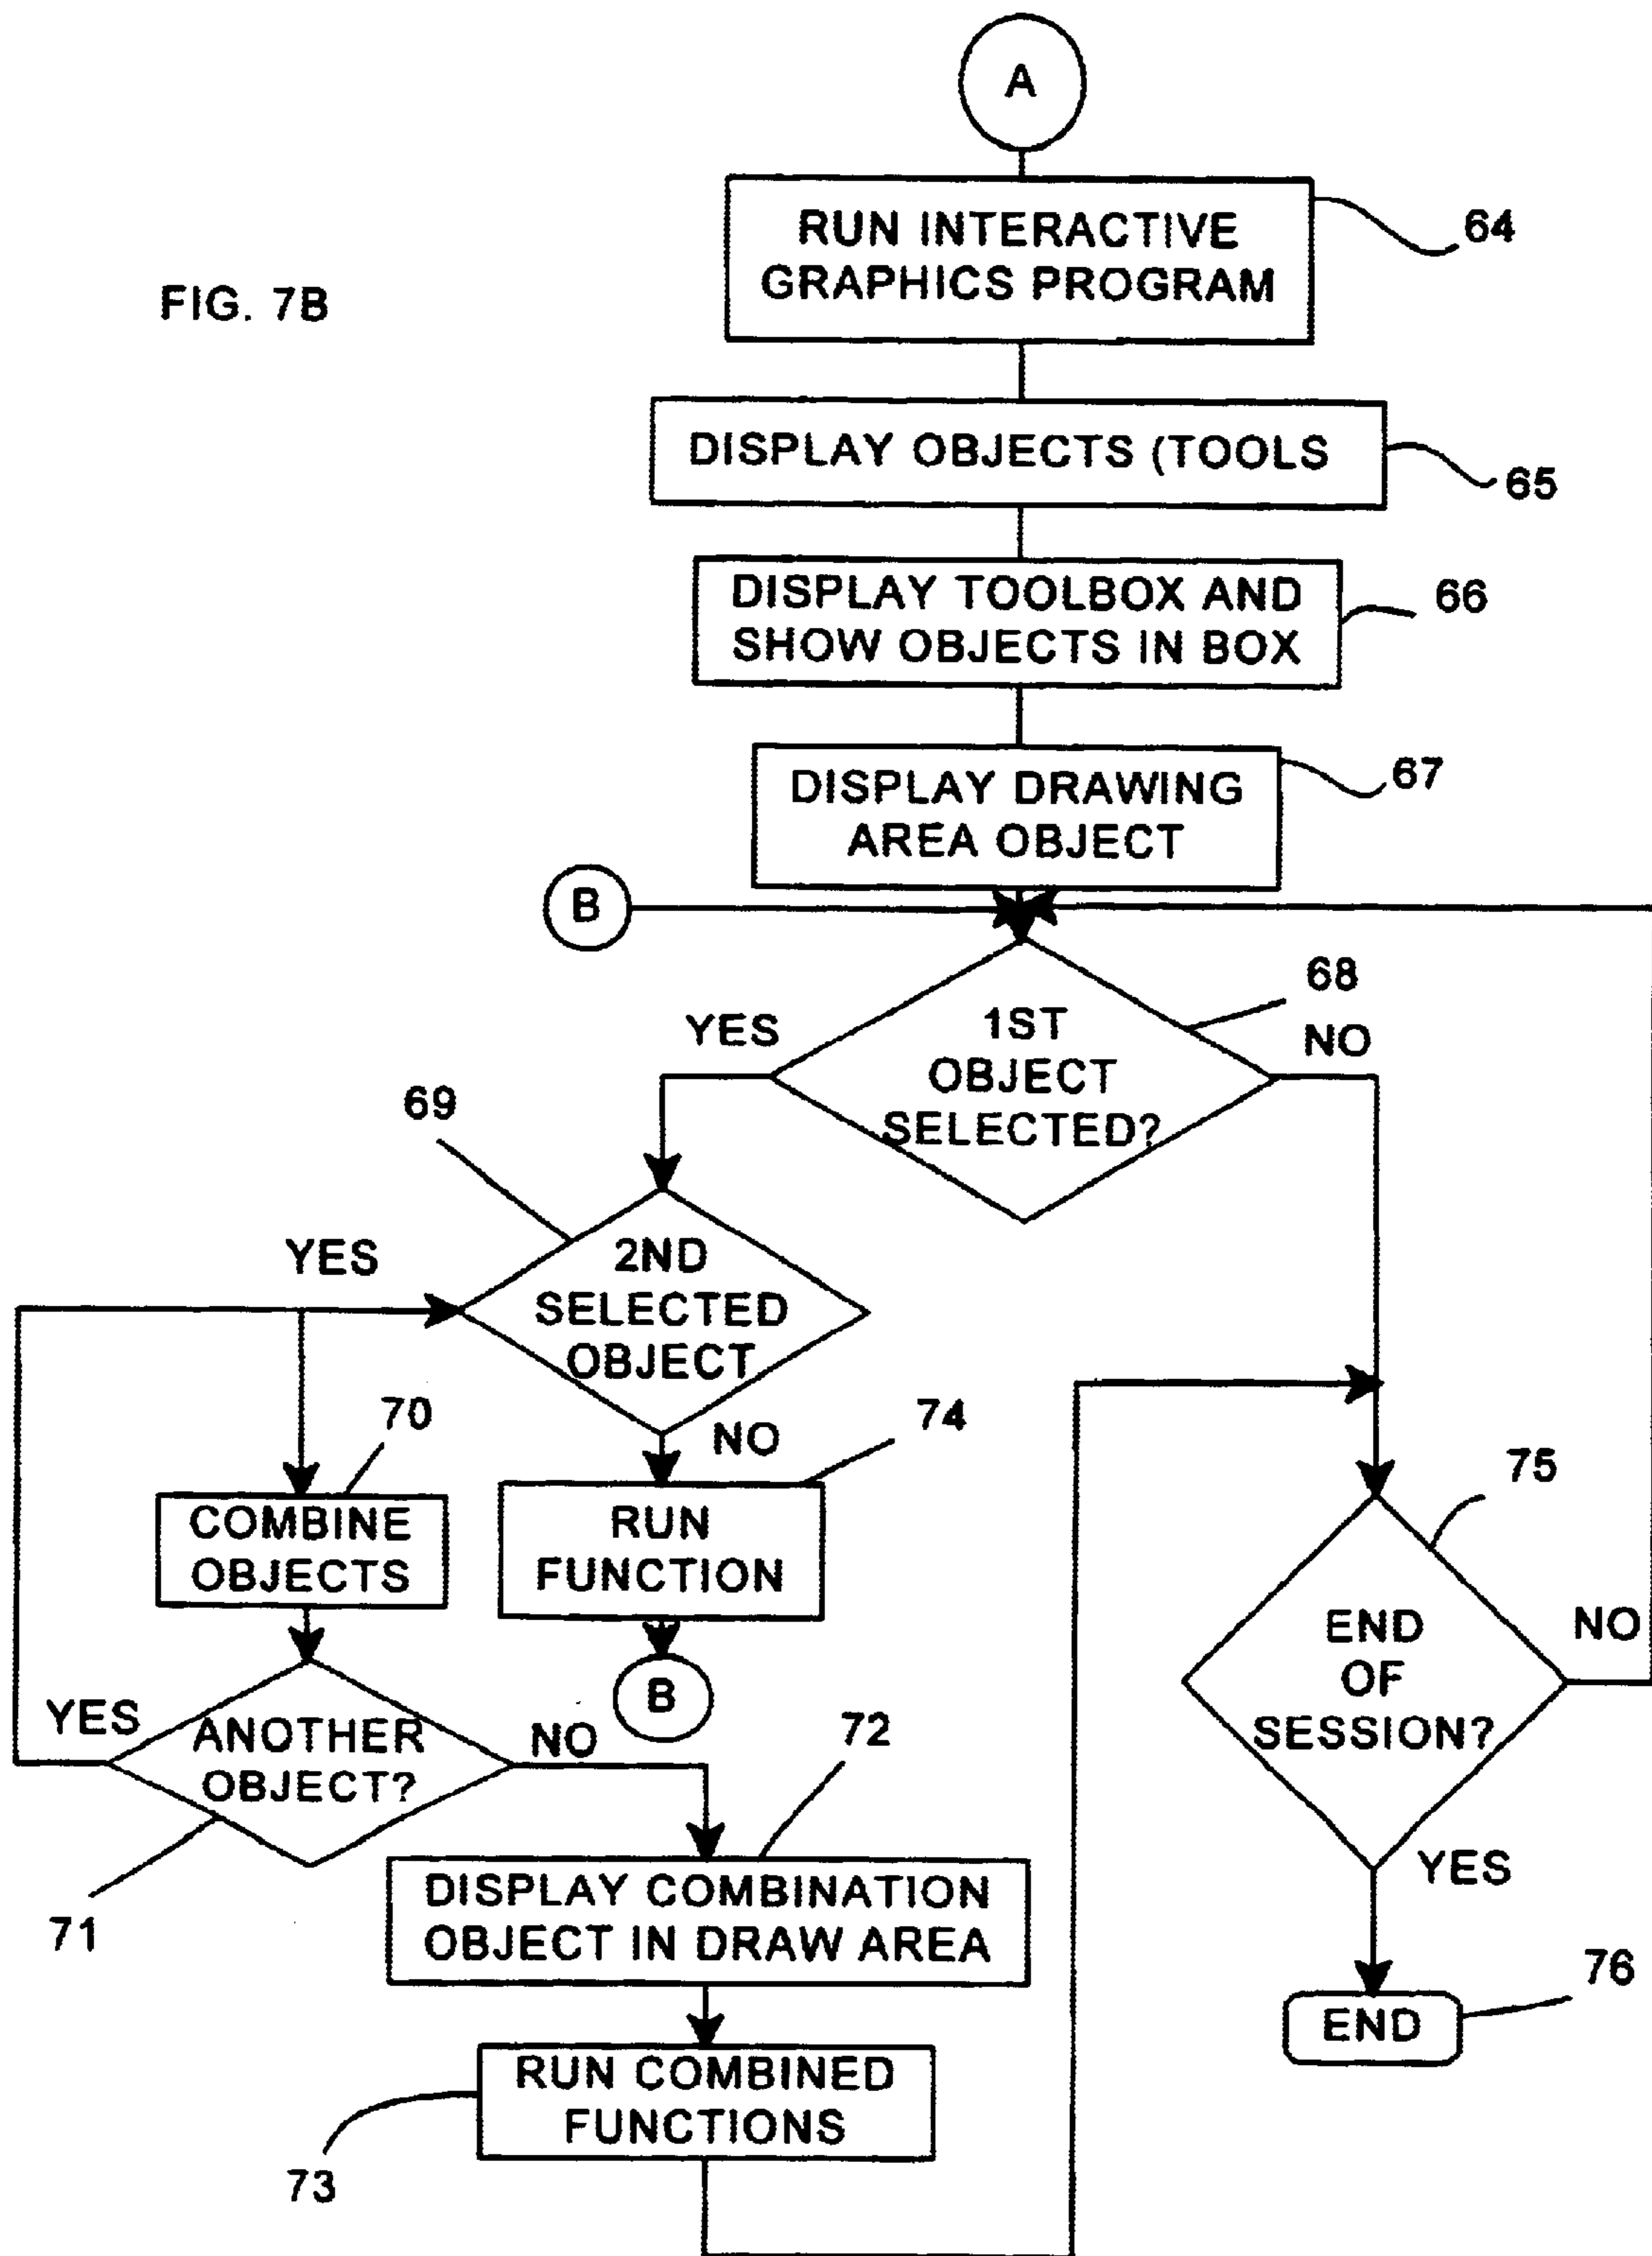 A
RUN INTERACTIVE
GRAPHICS PROGRAM
64
FIG. 7B
DISPLAY OBJECTS (TOOLS
65
DISPLAY TOOLBOX AND
SHOW OBJECTS IN BOX
66
DISPLAY DRAWING
AREA OBJECT
67
B
68
1ST
OBJECT
SELECTED?
YES
NO
69
2ND
SELECTED
OBJECT
YES
NO
70
COMBINE
OBJECTS
74
RUN
FUNCTION
B
75
END
OF
SESSION?
NO
YES
ANOTHER
OBJECT?
YES
NO
71
72
DISPLAY COMBINATION
OBJECT IN DRAW AREA
76
END
RUN COMBINED
FUNCTIONS
73